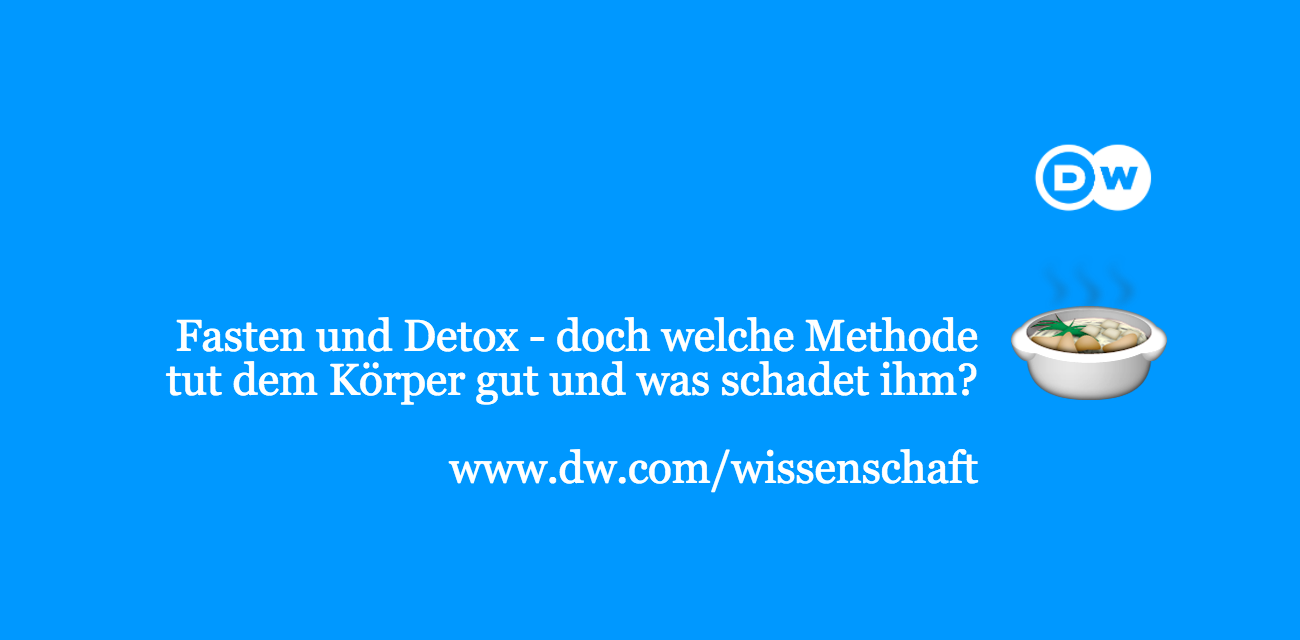 DW
Fasten und Detox - doch welche Methode
tut dem Körper gut und was schadet ihm?
www.dw.com/wissenschaft